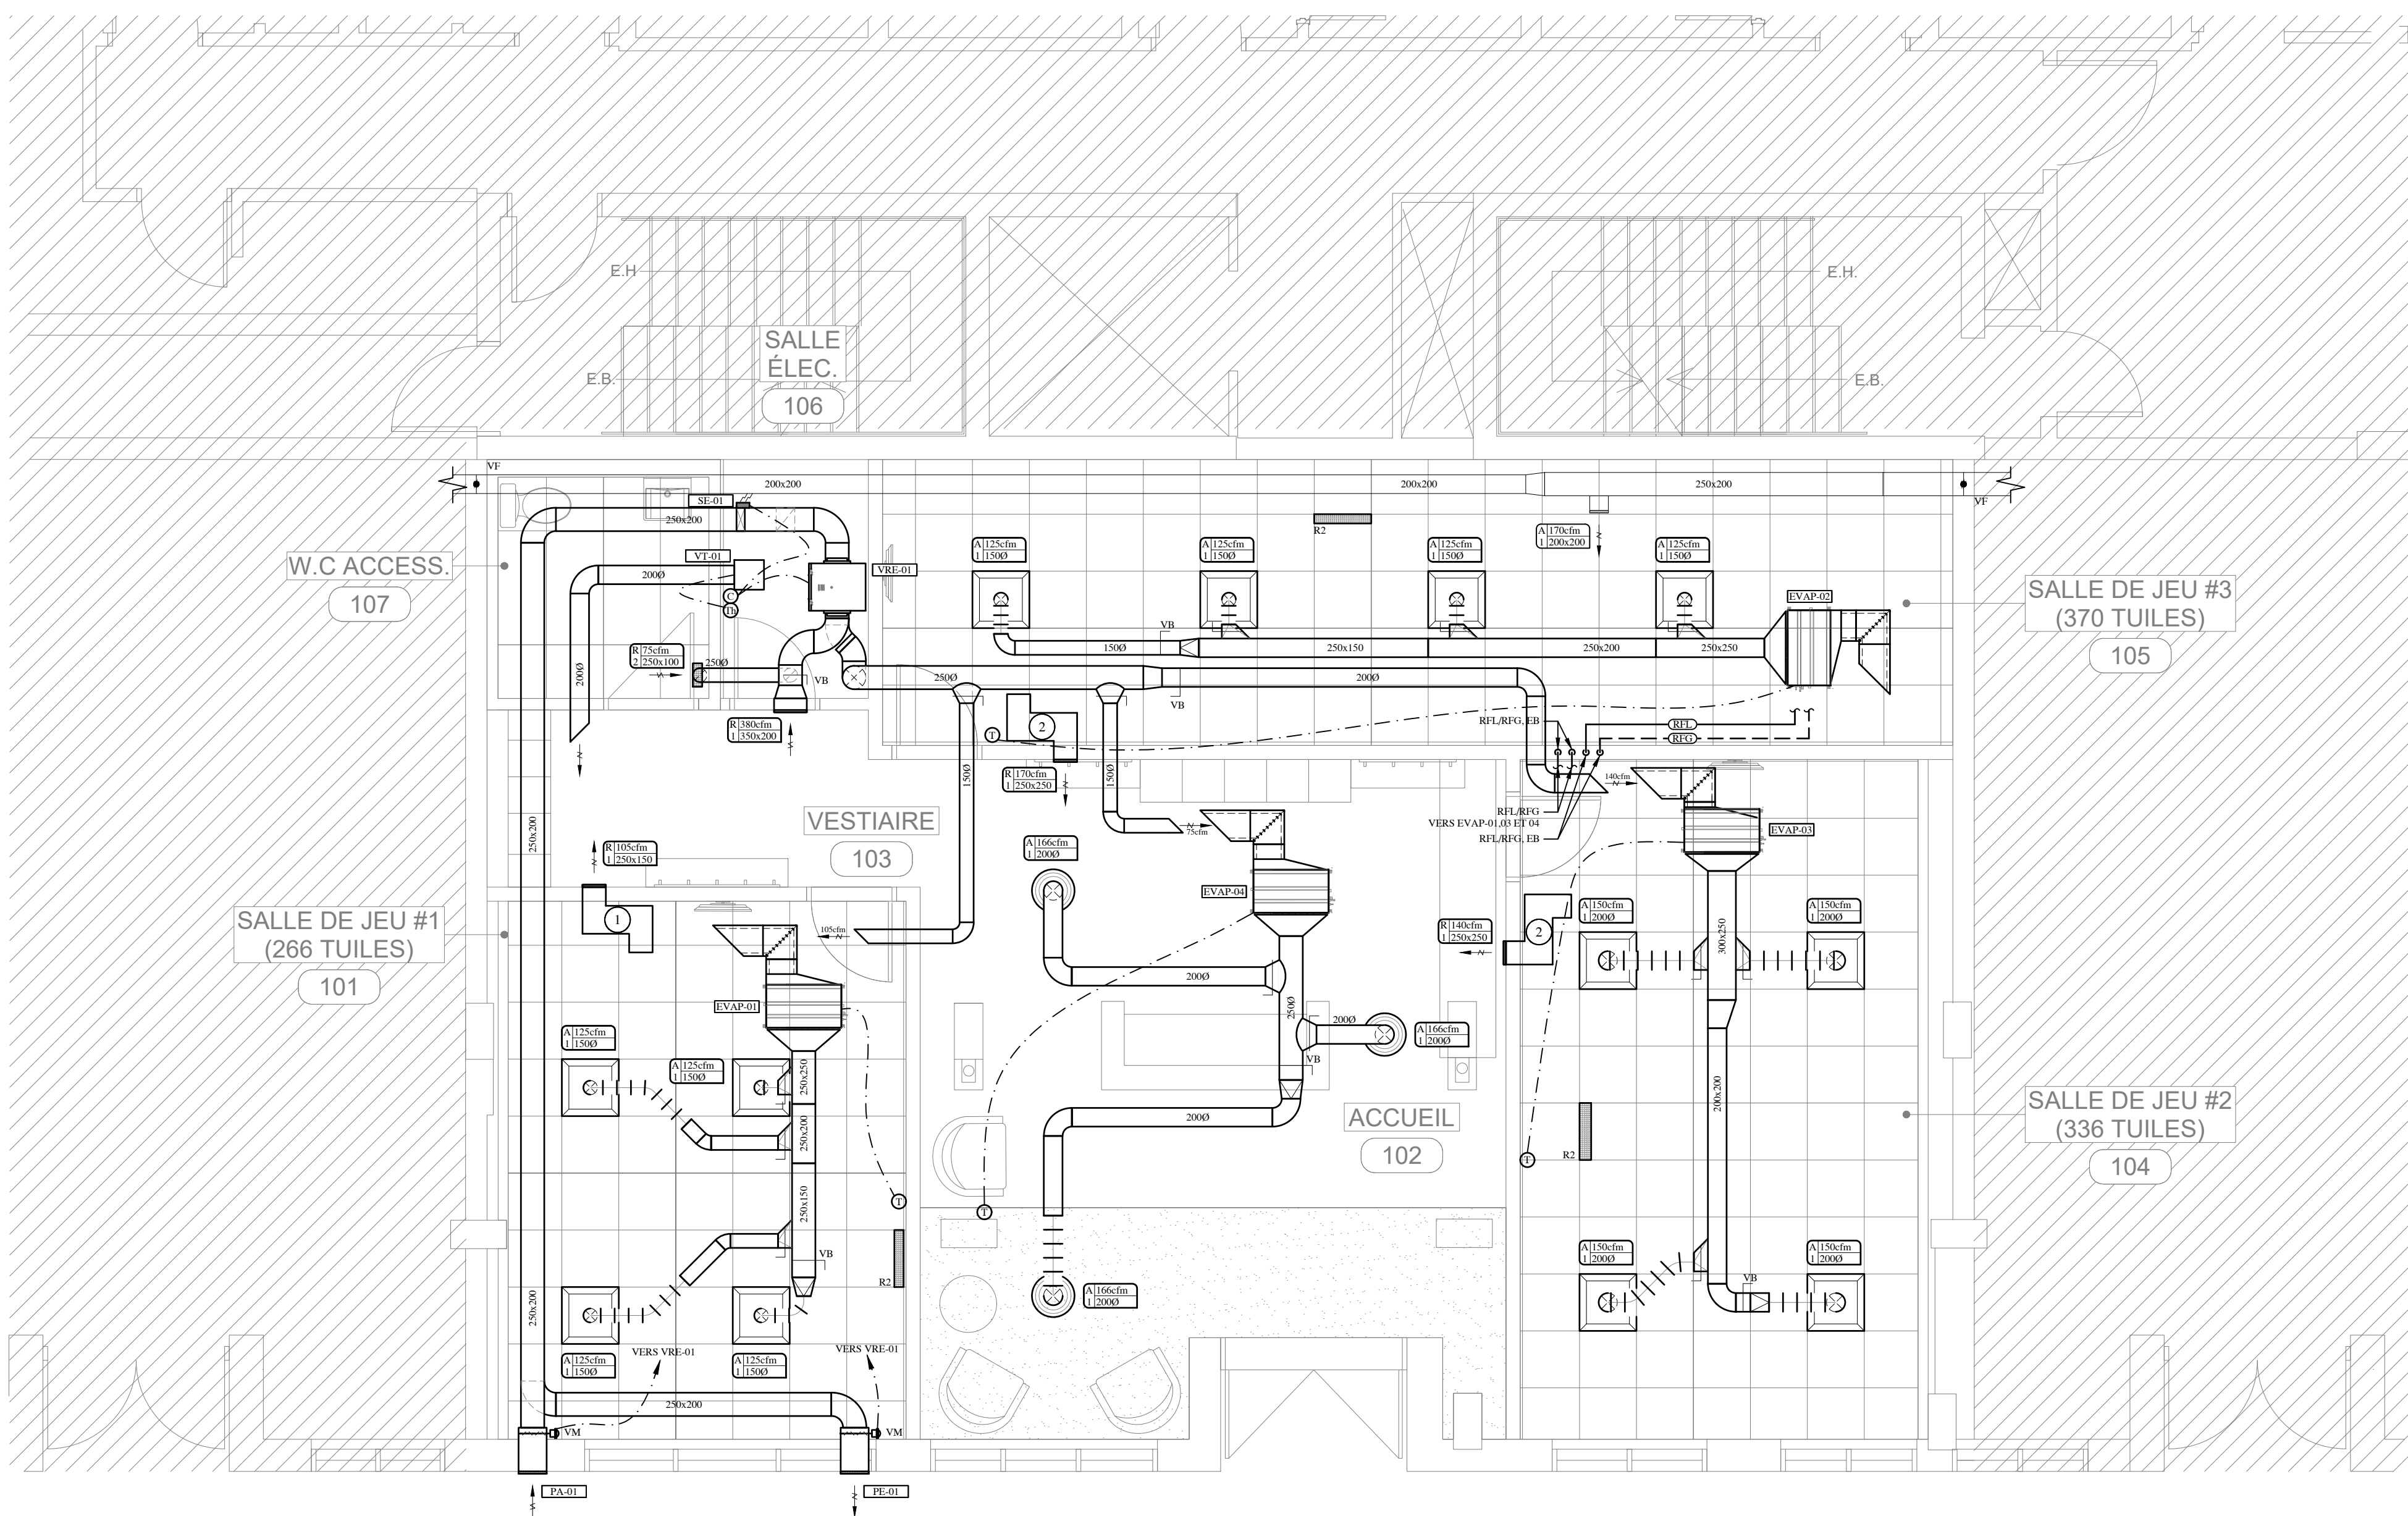 E.H
E.H.
SALLE
ÉLEC.
106
E.B.
E.B.
VF
200x200
200x200
250x200
VF
SE-01
250x200
VT-01
200Ø
VRE-01
C
Th
W.C ACCESS.
107
R 75cfm
2 250x100
250Ø
VB
200Ø
R 380cfm
1 350x200
A 125cfm
1 150Ø
A 125cfm
1 150Ø
A 125cfm
1 150Ø
A 125cfm
1 150Ø
R2
A 170cfm
1 200x200
EVAP-02
VB
150Ø
250x150
250x200
250x250
SALLE DE JEU #3
(370 TUILES)
105
250Ø
200Ø
VB
T
2
RFL/RFG, EB
RFL
RFG
150Ø
150Ø
R 170cfm
1 250x250
140cfm
RFL/RFG
VERS EVAP-01,03 ET 04
RFL/RFG, EB
75cfm
EVAP-03
VESTIAIRE
103
250x200
R 105cfm
1 250x150
A 166cfm
1 200Ø
EVAP-04
SALLE DE JEU #1
(266 TUILES)
101
1
105cfm
R 140cfm
1 250x250
2
A 150cfm
1 200Ø
A 150cfm
1 200Ø
300x250
200Ø
250Ø
EVAP-01
200Ø
VB
A 166cfm
1 200Ø
A 125cfm
1 150Ø
A 125cfm
1 150Ø
250x250
250x200
200x200
200Ø
ACCUEIL
102
SALLE DE JEU #2
(336 TUILES)
104
T
R2
250x150
T
T
VB
R2
A 150cfm
1 200Ø
A 150cfm
1 200Ø
VB
250x200
A 166cfm
1 200Ø
VERS VRE-01
VERS VRE-01
A 125cfm
1 150Ø
A 125cfm
1 150Ø
250x200
VM
VM
PA-01
PE-01